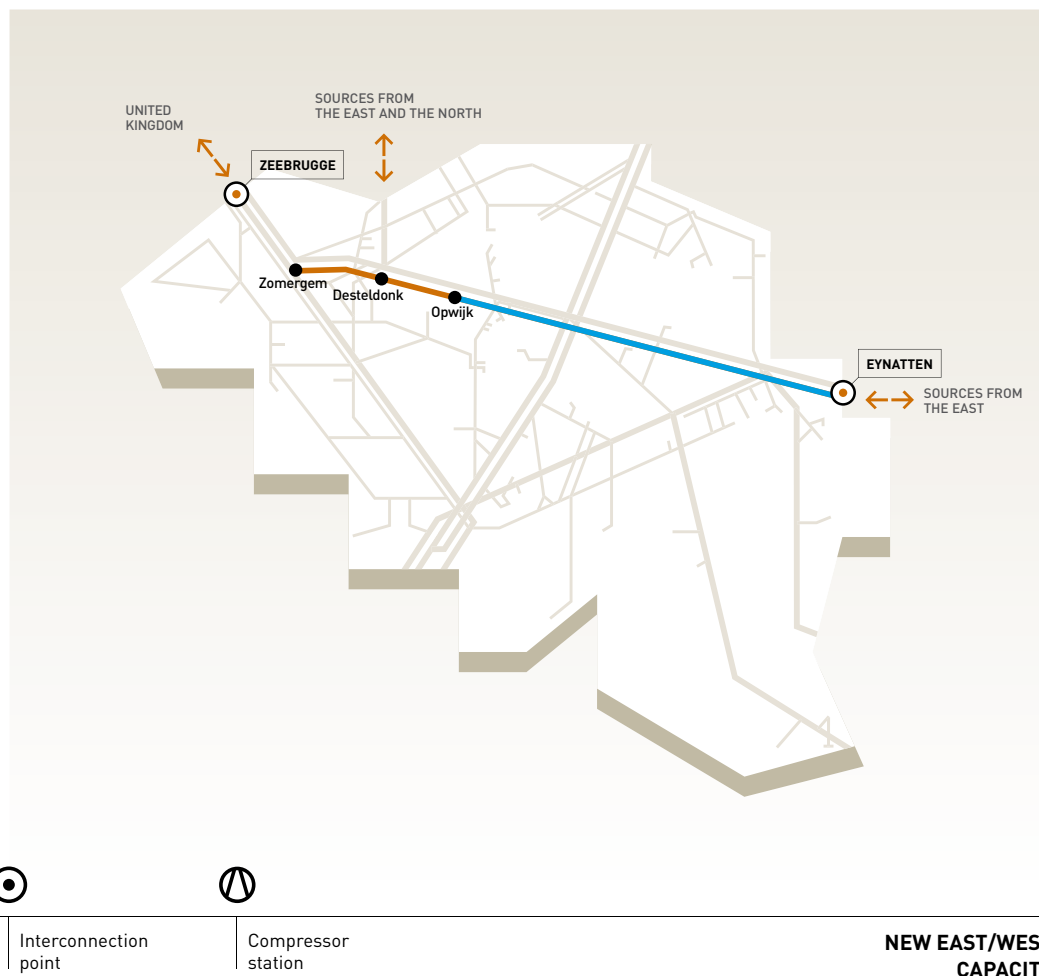 UNITED
KINGDOM
SOURCES FROM
THE EAST AND THE NORTH
ZEEBRUGGE
Zomergem
Desteldonk
Opwijk
EYNATTEN
SOURCES FROM
THE EAST
Interconnection
point
Compressor
station
NEW EAST/WES
CAPACIT